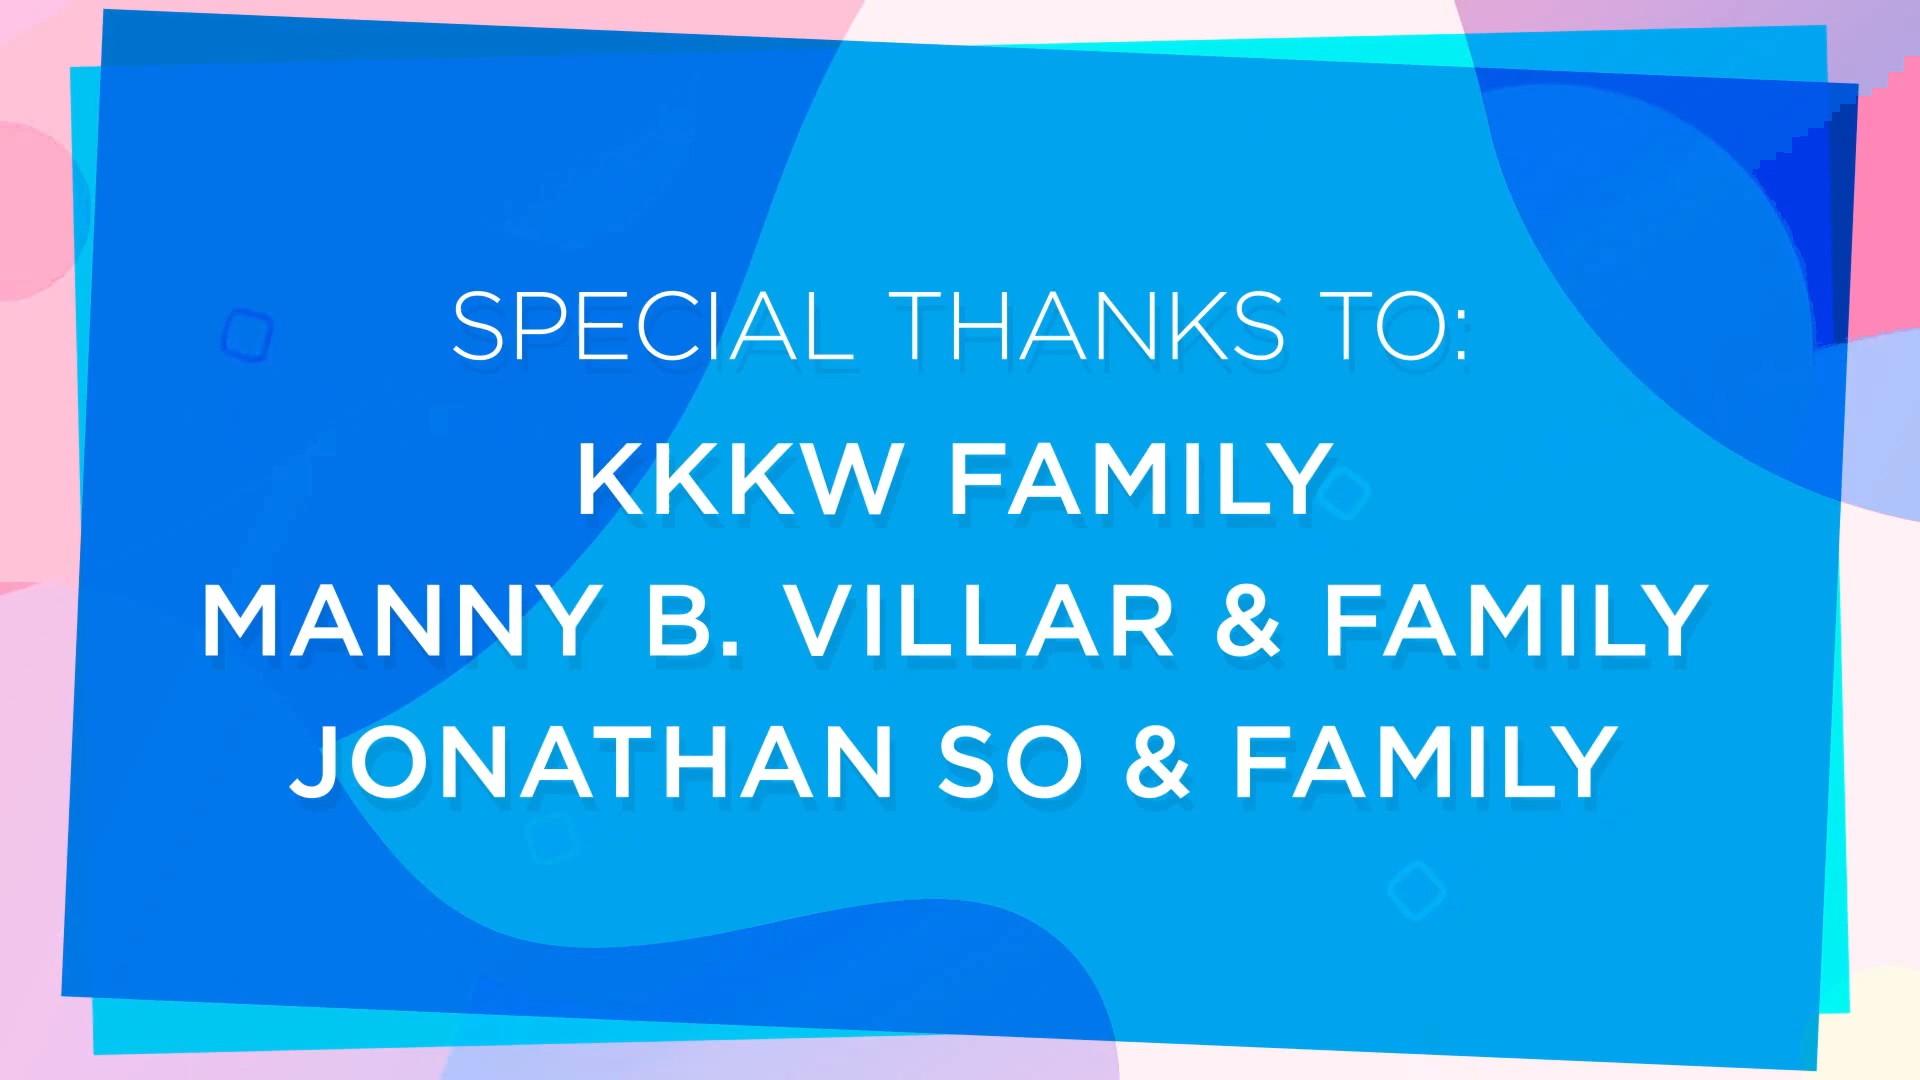 SPECIAL THANKS TO:
KKKW FAMILY
MANNY B. VILLAR & FAMILY
JONATHAN SO & FAMILY